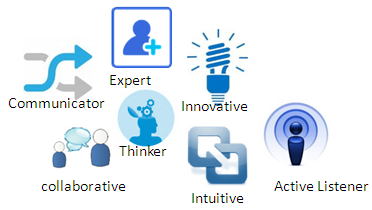 Expert
Communicator
Innovative
Thinker
collaborative
Intuitive
Active Listener